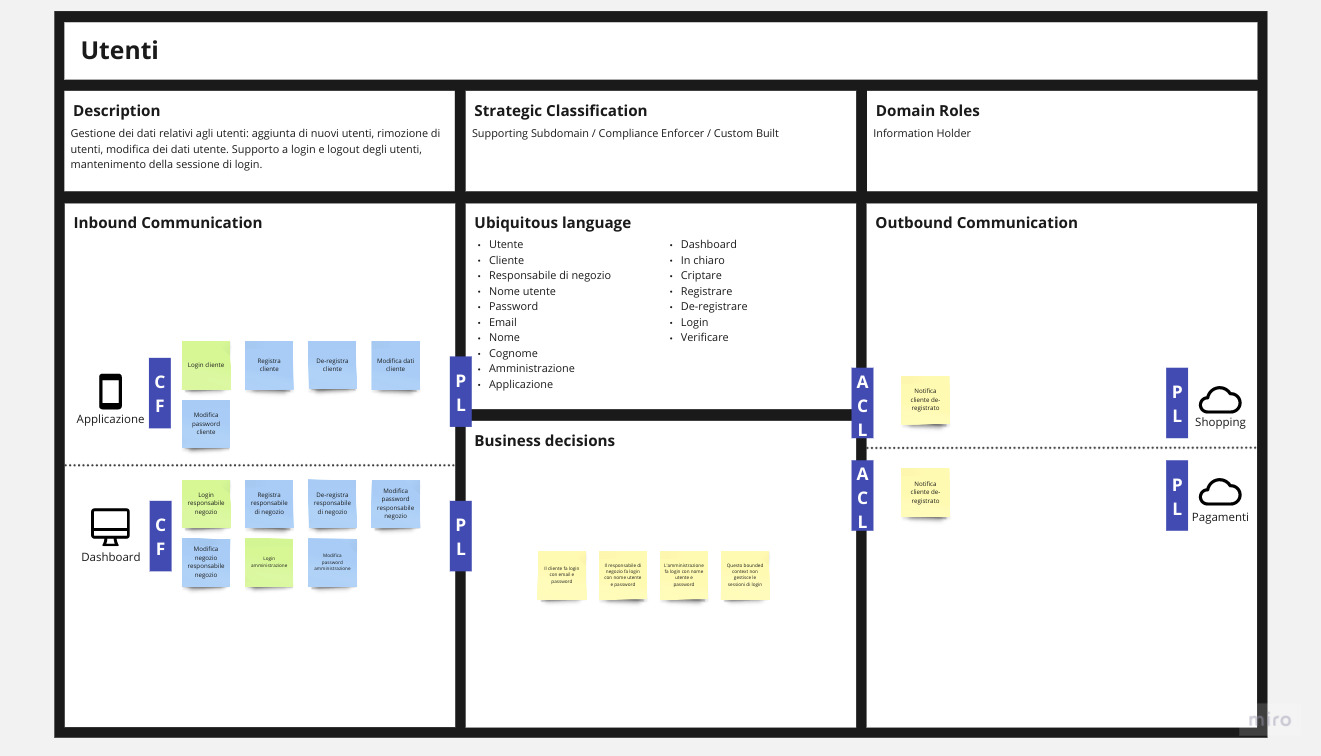 Utenti
Description
Gestione dei dati relativi agli utenti: aggiunta di nuovi utenti, rimozione di
utenti, modifica dei dati utente. Supporto a login e logout degli utenti,
mantenimento della sessione di login.
Strategic Classification
Supporting Subdomain / Compliance Enforcer / Custom Built
Domain Roles
Information Holder
Inbound Communication
Applicazione
C
F
Login cliente
Registra
cliente
De-registra
cliente
Modifica dati
cliente
Modifica
password
cliente
P
L
Dashboard
C
F
Login
responsabile
negozio
Registra
responsabile
di negozio
De-registra
responsabile
di negozio
Modifica
password
responsabile
negozio
Modifica
negozio
responsabile
negozio
Login
amministrazione
Modifica
password
amministrazione
P
L
Ubiquitous language
Utente
Cliente
Responsabile di negozio
Nome utente
Password
Email
Nome
Cognome
Amministrazione
Applicazione
Dashboard
In chiaro
Criptare
Registrare
De-registrare
Login
Verificare
Business decisions
Il cliente fa login
con email e
password
Il responsabile di
negozio fa login
con nome utente
e password
L'amministrazione
fa login con nome
utente e
password
Questo bounded
context non
gestisce le
sessioni di login
Outbound Communication
A
C
L
Notifica
cliente de-
registrato
P
L
Shopping
A
C
L
Notifica
cliente de-
registrato
P
L
Pagamenti
miro